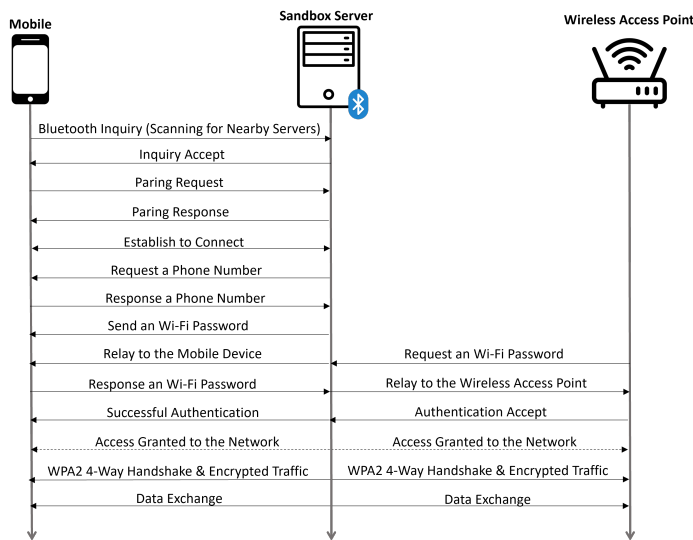 Mobile
Sandbox Server
Wireless Access Point
Bluetooth Inquiry (Scanning for Nearby Servers)
Inquiry Accept
Paring Request
Paring Response
Establish to Connect
Request a Phone Number
Response a Phone Number
Send an Wi-Fi Password
Relay to the Mobile Device
Request an Wi-Fi Password
Response an Wi-Fi Password
Relay to the Wireless Access Point
Successful Authentication
Authentication Accept
Access Granted to the Network
Access Granted to the Network
WPA2 4-Way Handshake & Encrypted Traffic
WPA2 4-Way Handshake & Encrypted Traffic
Data Exchange
Data Exchange